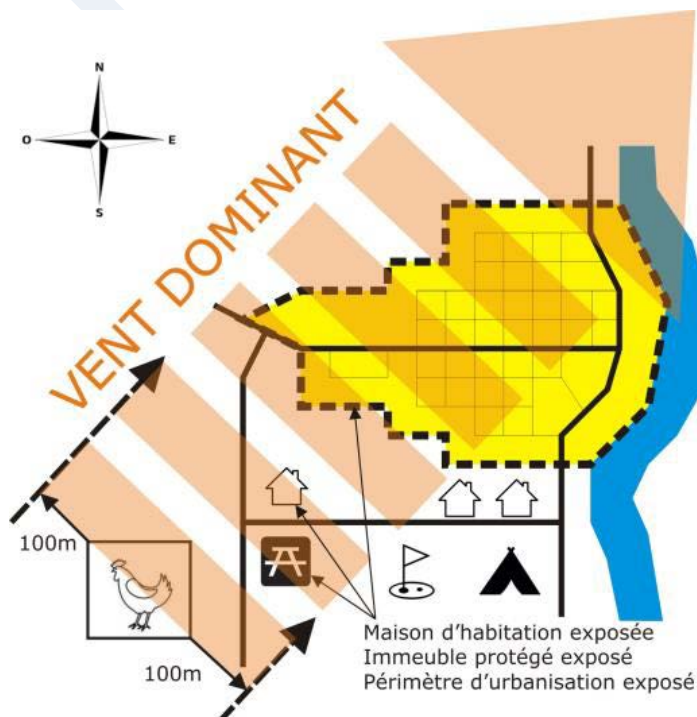 N
O
E
S
VENT DOMINANT
100m
100m
Maison d'habitation exposée
Immeuble protégé exposé
Périmètre d'urbanisation exposé